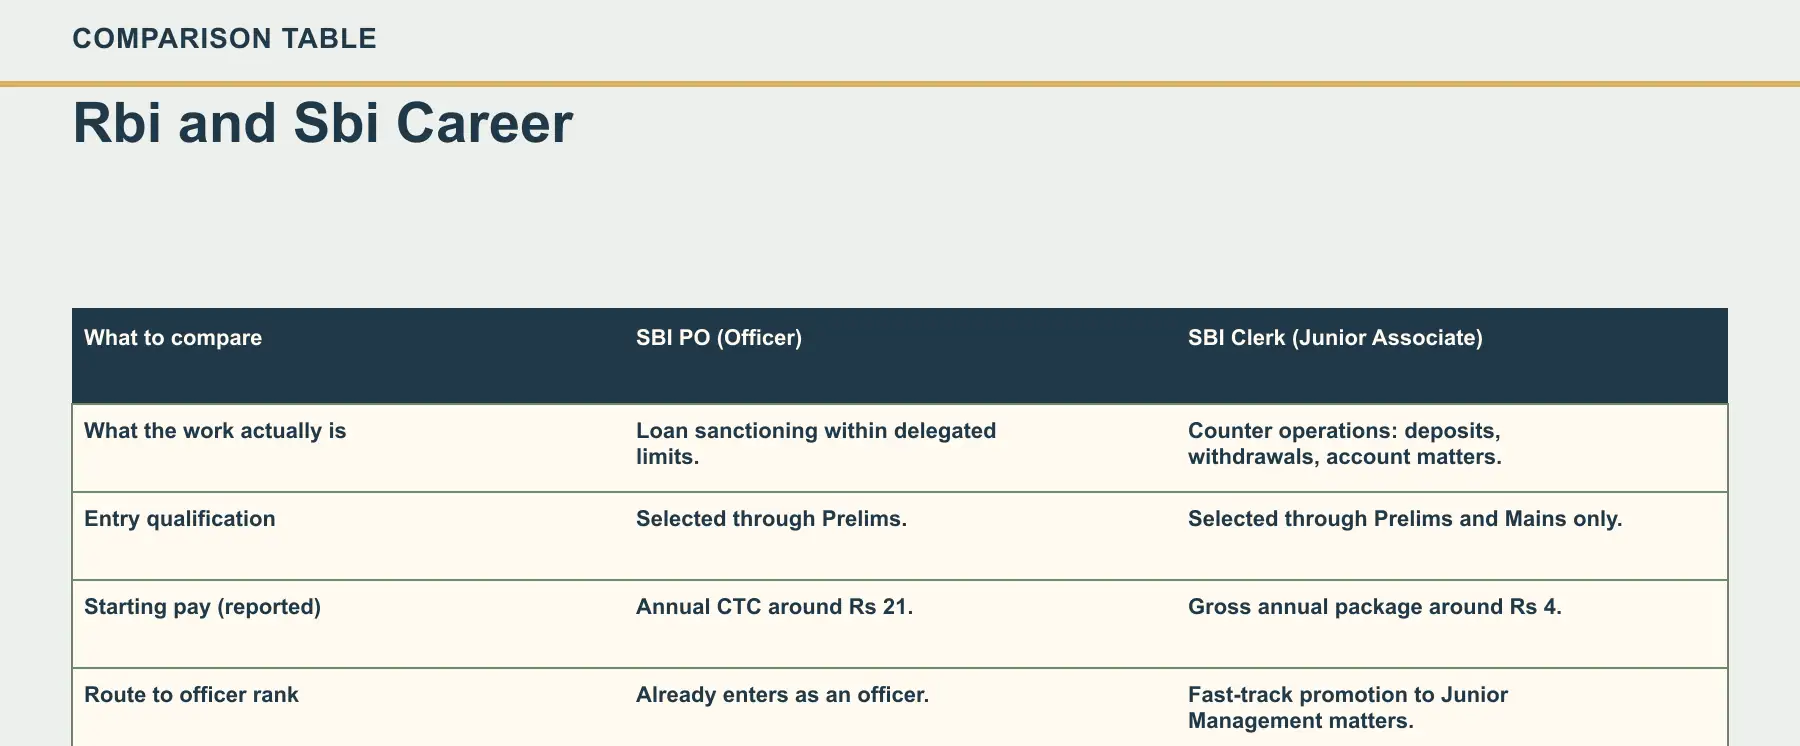 COMPARISON TABLE
Rbi and Sbi Career
What to compare
SBI PO (Officer)
SBI Clerk (Junior Associate)
What the work actually is
Loan sanctioning within delegated
limits.
Counter operations: deposits,
withdrawals, account matters.
Entry qualification
Selected through Prelims.
Selected through Prelims and Mains only.
Starting pay (reported)
Annual CTC around Rs 21.
Gross annual package around Rs 4.
Route to officer rank
Already enters as an officer.
Fast-track promotion to Junior
Management matters.